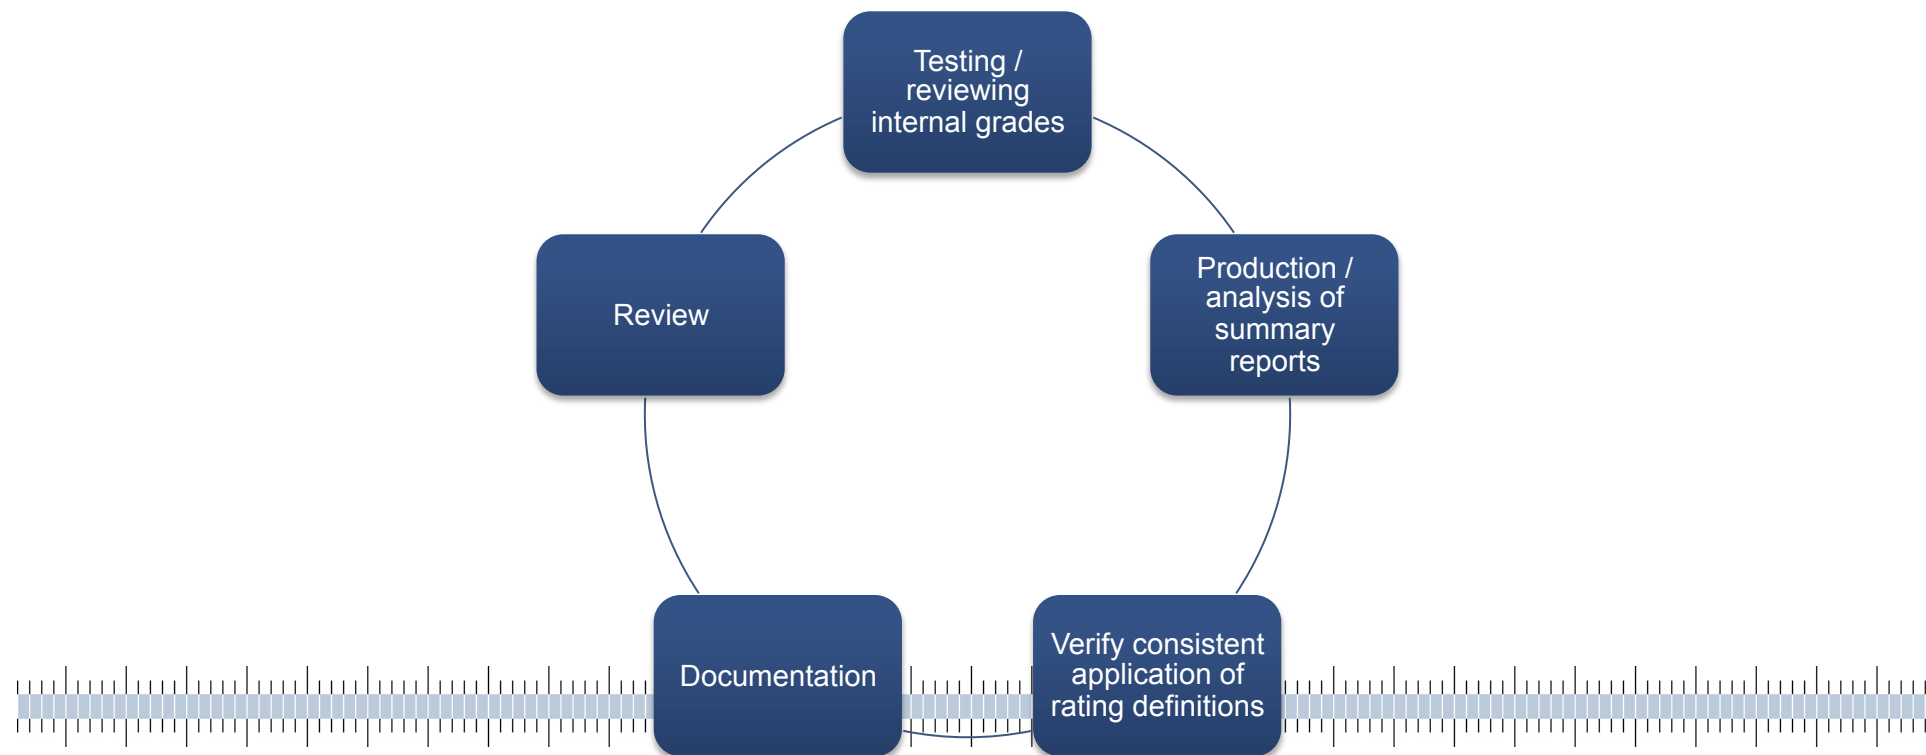 Testing /
reviewing
internal grades
Production /
analysis of
summary
reports
Verify consistent
application of
rating definitions
Documentation
Review